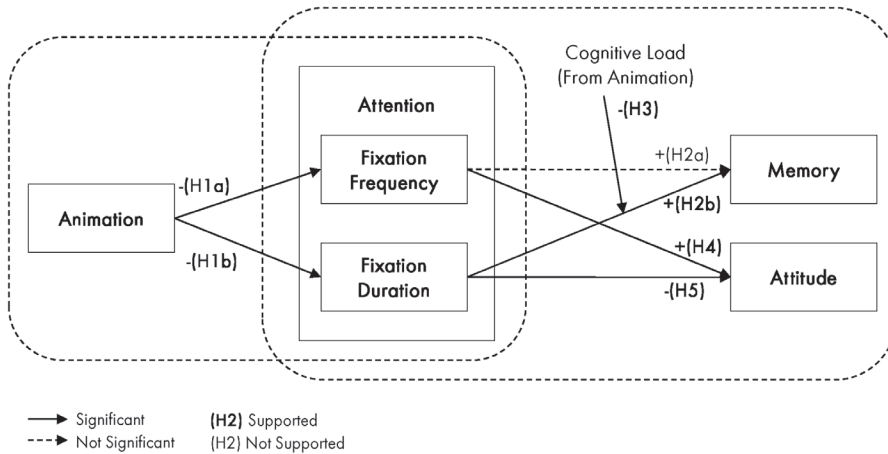 Cognitive Load
(From Animation)
-(H3)
Attention
Fixation
Frequency
+(H2a)
Memory
-(H1a)
Animation
+(H2b)
+(H4)
-(H1b)
Fixation
Duration
-(H5)
Attitude
Significant
(H2) Supported
Not Significant
(H2) Not Supported